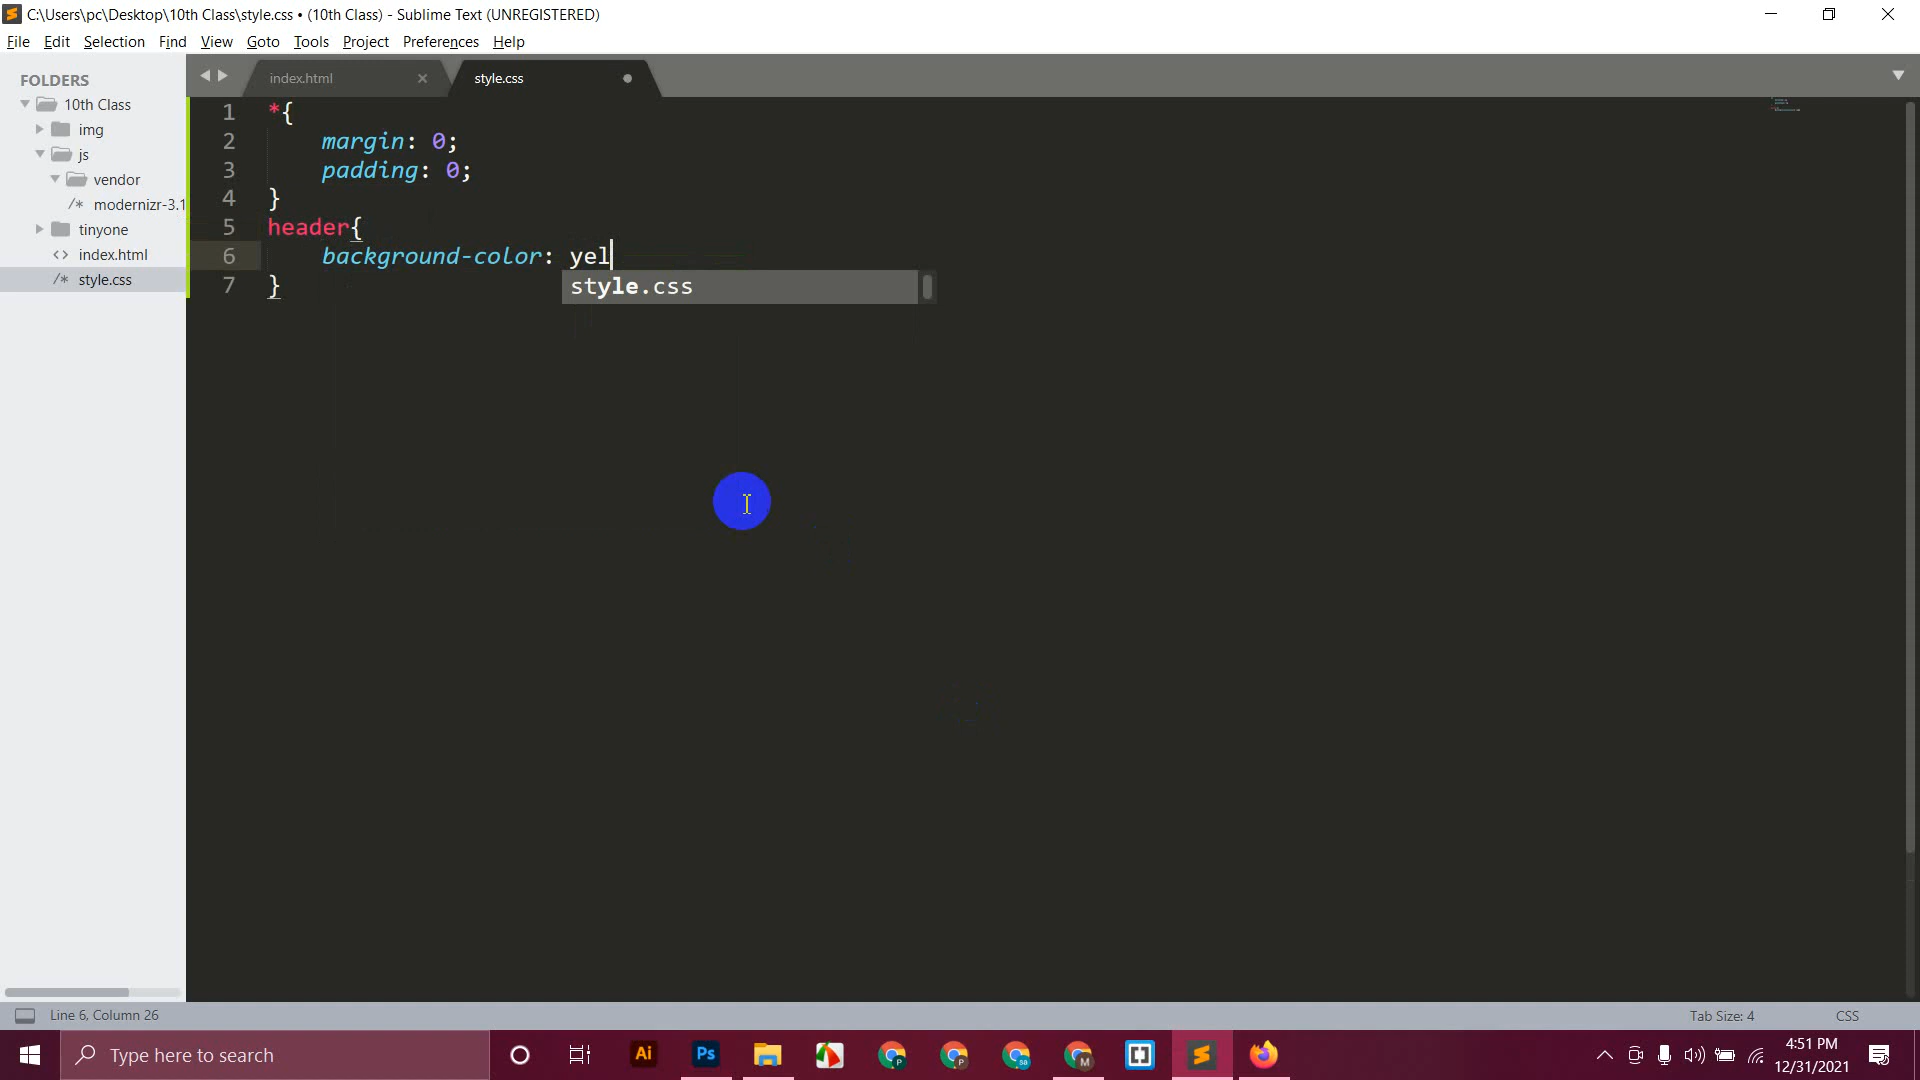 C:\Users\pc\Desktop\10th Class\style.css • (10th Class) - Sublime Text (UNREGISTERED)
File Edit Selection Find View Goto Tools Project Preferences Help
FOLDERS
10th Class
img
js
vendor
/* modernizr-3.1
tinyone
<> index.html
/* style.css
index.html × style.css
1 *{
2 margin: 0;
3 padding: 0;
4 }
5 header{
6 background-color: yel
7 }
style.css
Line 6, Column 26
Tab Size: 4
CSS
Type here to search
Ai
Ps
4:51 PM
12/31/2021